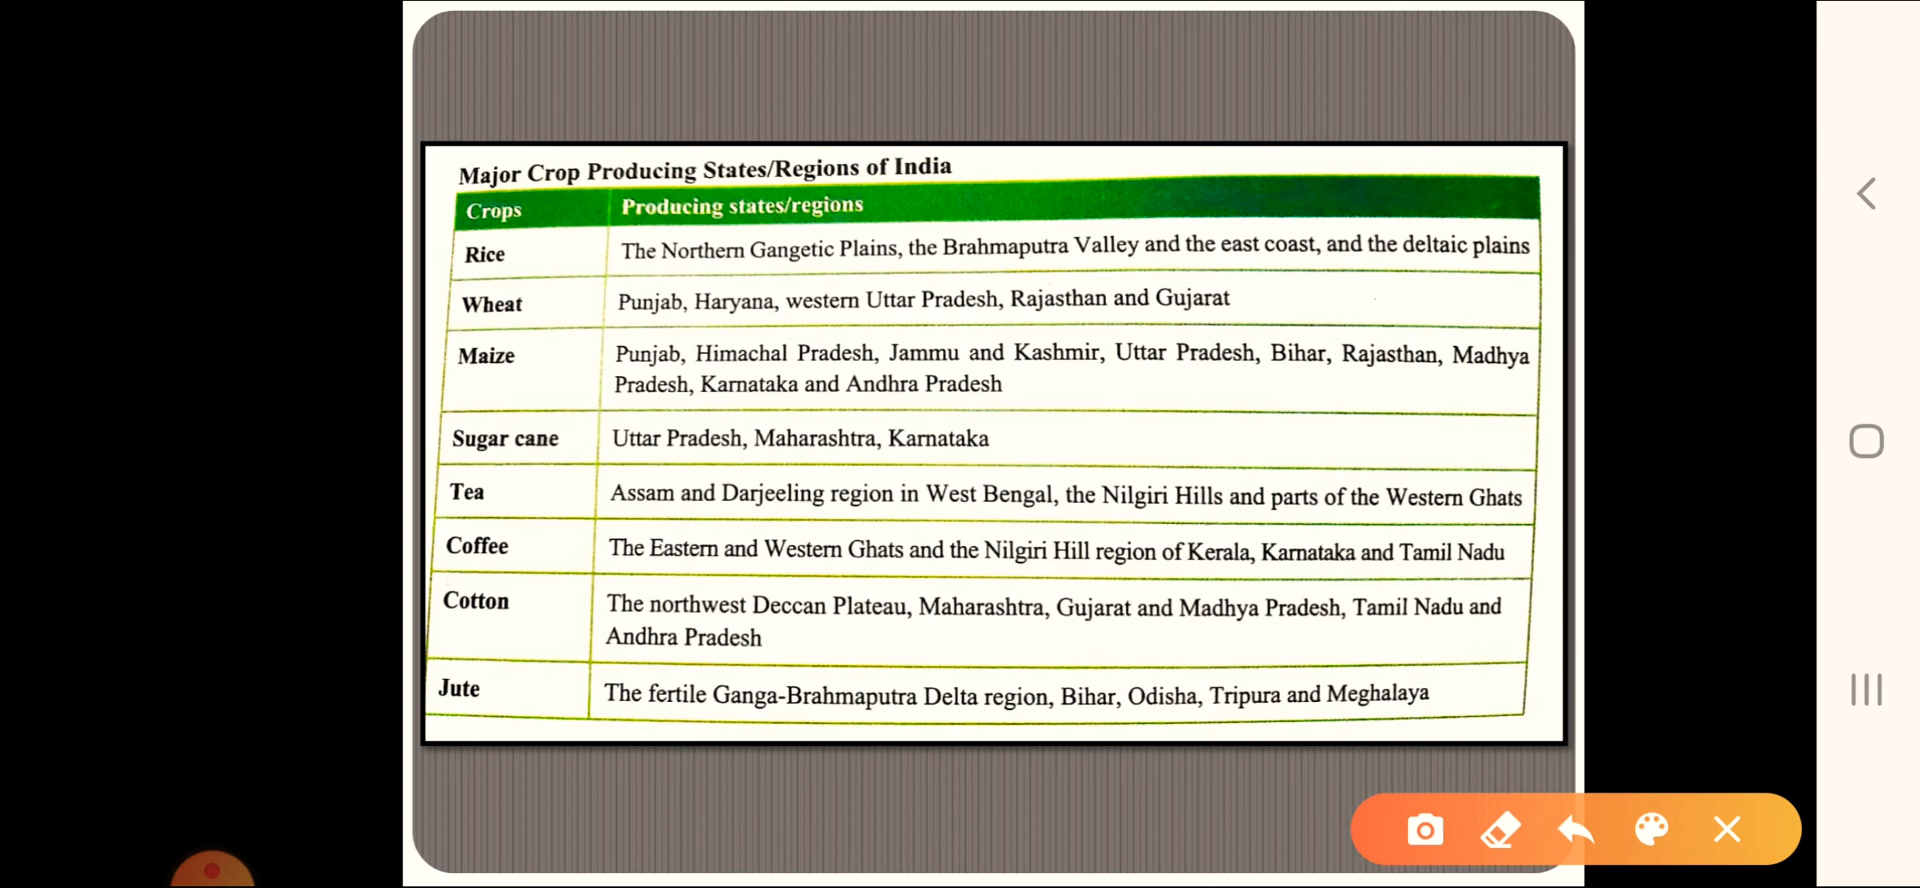 Major Crop Producing States/Regions of India
Crops Producing states/regions
Rice The Northern Gangetic Plains, the Brahmaputra Valley and the east coast, and the deltaic plains
Wheat Punjab, Haryana, western Uttar Pradesh, Rajasthan and Gujarat
Maize Punjab, Himachal Pradesh, Jammu and Kashmir, Uttar Pradesh, Bihar, Rajasthan, Madhya
Pradesh, Karnataka and Andhra Pradesh
Sugar cane Uttar Pradesh, Maharashtra, Karnataka
Tea Assam and Darjeeling region in West Bengal, the Nilgiri Hills and parts of the Western Ghats
Coffee The Eastern and Western Ghats and the Nilgiri Hill region of Kerala, Karnataka and Tamil Nadu
Cotton The northwest Deccan Plateau, Maharashtra, Gujarat and Madhya Pradesh, Tamil Nadu and
Andhra Pradesh
Jute The fertile Ganga-Brahmaputra Delta region, Bihar, Odisha, Tripura and Meghalaya